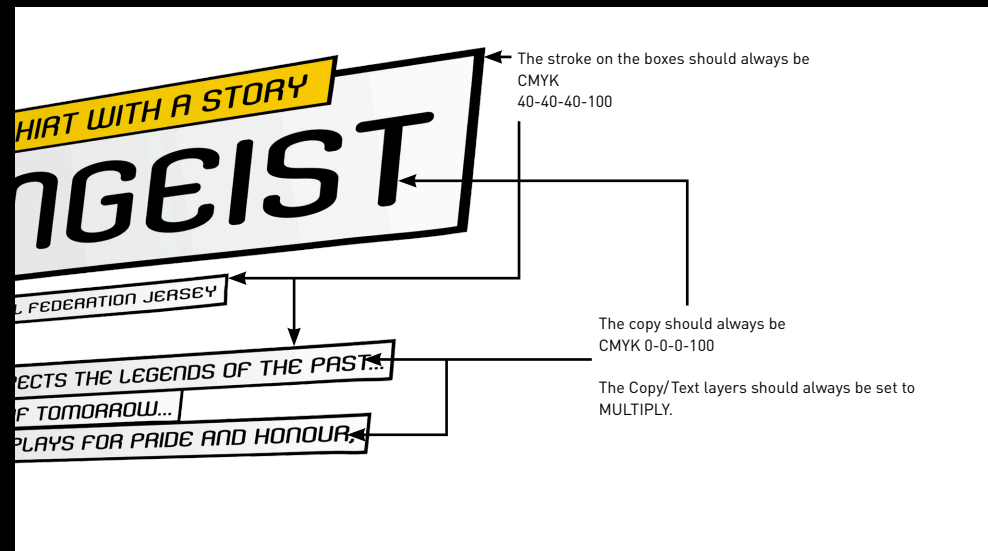 The stroke on the boxes should always be
CMYK
40-40-40-100
HIRT WITH A STORY
NGEIST
L FEDERATION JERSEY
PECTS THE LEGENDS OF THE PAST...
OF TOMORROW...
PLAYS FOR PRIDE AND HONOUR,
The copy should always be
CMYK 0-0-0-100
The Copy/Text layers should always be set to
MULTIPLY.